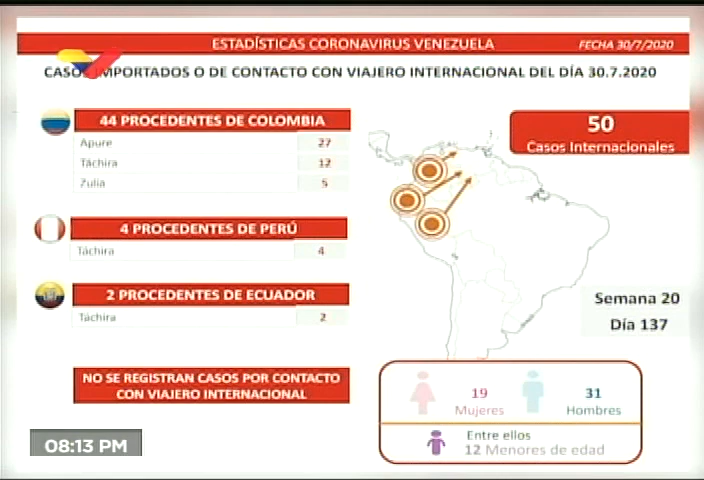 ESTADÍSTICAS CORONAVIRUS VENEZUELA
FECHA 30/7/2020
CASOS IMPORTADOS O DE CONTACTO CON VIAJERO INTERNACIONAL DEL DÍA 30.7.2020
44 PROCEDENTES DE COLOMBIA
Apure 27
Táchira 12
Zulia 5
50
Casos Internacionales
4 PROCEDENTES DE PERÚ
Táchira 4
2 PROCEDENTES DE ECUADOR
Táchira 2
Semana 20
Día 137
NO SE REGISTRAN CASOS POR CONTACTO
CON VIAJERO INTERNACIONAL
19
Mujeres
31
Hombres
Entre ellos
12 Menores de edad
08:13 PM